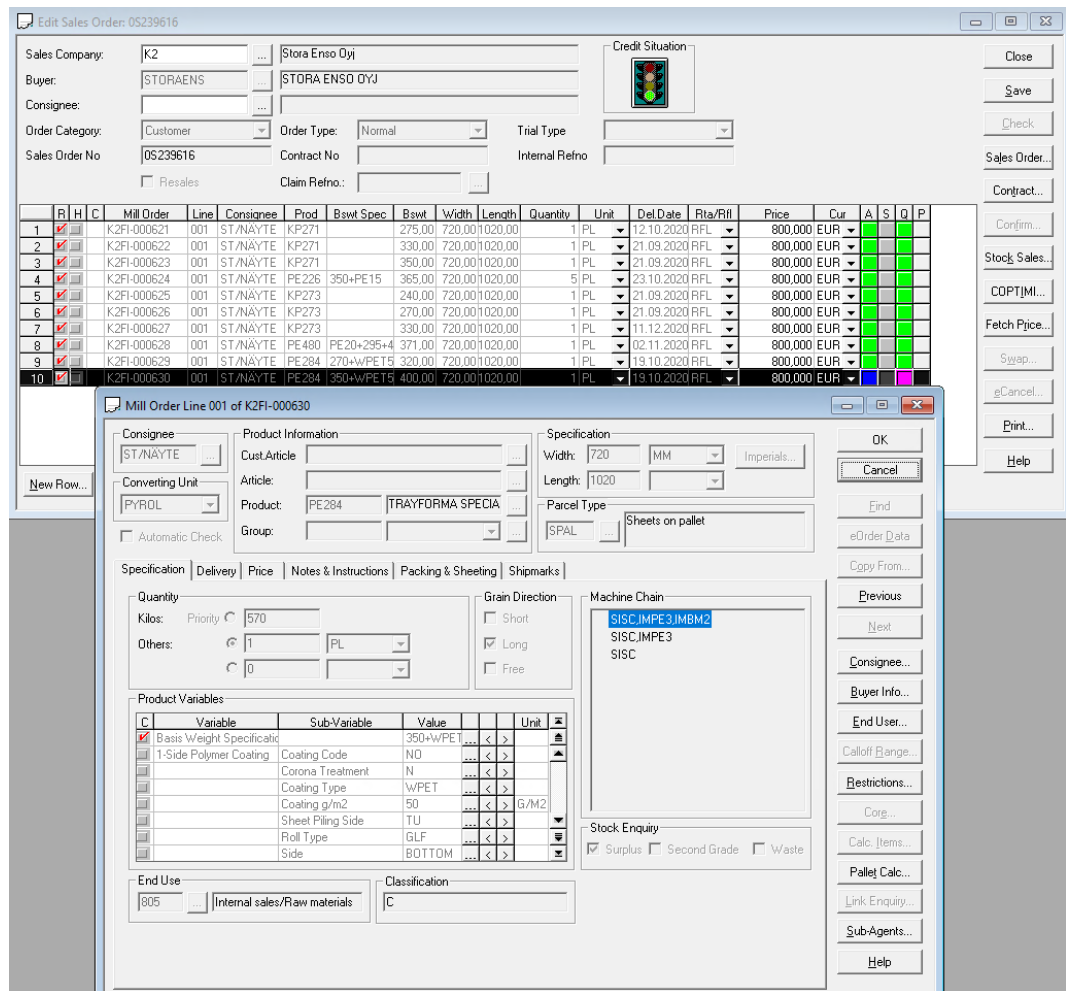 Edit Sales Order: 0S239616
Sales Company: K2 ... Stora Enso Oyj Credit Situation Close
Buyer: STORAENS ... STORA ENSO OYJ Save
Consignee: ...
Order Category: Customer Order Type: Normal Trial Type Check
Sales Order No 0S239616 Contract No Internal Refno Sales Order...
Resales Claim Refno.: ... Contract...
R H C Mill Order Line Consignee Prod Bswt Spec Bswt Width Length Quantity Unit Del.Date Rta/Rfl Price Cur A S Q P
1 K2FI-000621 001 ST/NÄYTE KP271 275,00 720,00 1020,00 1 PL 12.10.2020 RFL 800,000 EUR
Confirm...
2 K2FI-000622 001 ST/NÄYTE KP271 330,00 720,00 1020,00 1 PL 21.09.2020 RFL 800,000 EUR
3 K2FI-000623 001 ST/NÄYTE KP271 350,00 720,00 1020,00 1 PL 21.09.2020 RFL 800,000 EUR
Stock Sales...
4 K2FI-000624 001 ST/NÄYTE PE226 350+PE15 365,00 720,00 1020,00 5 PL 23.10.2020 RFL 800,000 EUR
5 K2FI-000625 001 ST/NÄYTE KP273 240,00 720,00 1020,00 1 PL 21.09.2020 RFL 800,000 EUR
COPTIMI...
6 K2FI-000626 001 ST/NÄYTE KP273 270,00 720,00 1020,00 1 PL 21.09.2020 RFL 800,000 EUR
7 K2FI-000627 001 ST/NÄYTE KP273 330,00 720,00 1020,00 1 PL 11.12.2020 RFL 800,000 EUR
Fetch Price...
8 K2FI-000628 001 ST/NÄYTE PE480 PE20+295+4 371,00 720,00 1020,00 1 PL 02.11.2020 RFL 800,000 EUR
9 K2FI-000629 001 ST/NÄYTE PE284 270+WPET5 320,00 720,00 1020,00 1 PL 19.10.2020 RFL 800,000 EUR
Swap...
10 K2FI-000630 001 ST/NÄYTE PE284 350+WPET5 400,00 720,00 1020,00 1 PL 19.10.2020 RFL 800,000 EUR
eCancel...
Print...
Help
New Row...
Mill Order Line 001 of K2FI-000630
Consignee Product Information Specification OK
ST/NÄYTE ... Cust.Article ... Width: 720 MM Imperials...
Converting Unit Article: ... Length: 1020 Cancel
PYROL Product: PE284 TRAYFORMA SPECIA ... Parcel Type Find
Automatic Check Group: ... SPAL ... Sheets on pallet eOrder Data
Specification Delivery Price Notes & Instructions Packing & Sheeting Shipmarks Copy From...
Quantity Grain Direction Machine Chain Previous
Kilos: Priority 570 Short SISC,IMPE3,IMBM2 Next
Others: 1 PL Long SISC,IMPE3
0 Free SISC Consignee...
Product Variables Buyer Info...
C Variable Sub-Variable Value Unit End User...
Basis Weight Specificatio 350+WPET ... < >
1-Side Polymer Coating Coating Code NO ... < > Calloff Range...
Corona Treatment N ... < >
Coating Type WPET ... < > Restrictions...
Coating g/m2 50 ... < > G/M2 Core...
Sheet Piling Side TU ... < > Stock Enquiry
Roll Type GLF ... < > Surplus Second Grade Waste Calc. Items...
Side BOTTOM ... < >
End Use Classification Pallet Calc...
805 ... Internal sales/Raw materials C Link Enquiry...
Sub-Agents...
Help